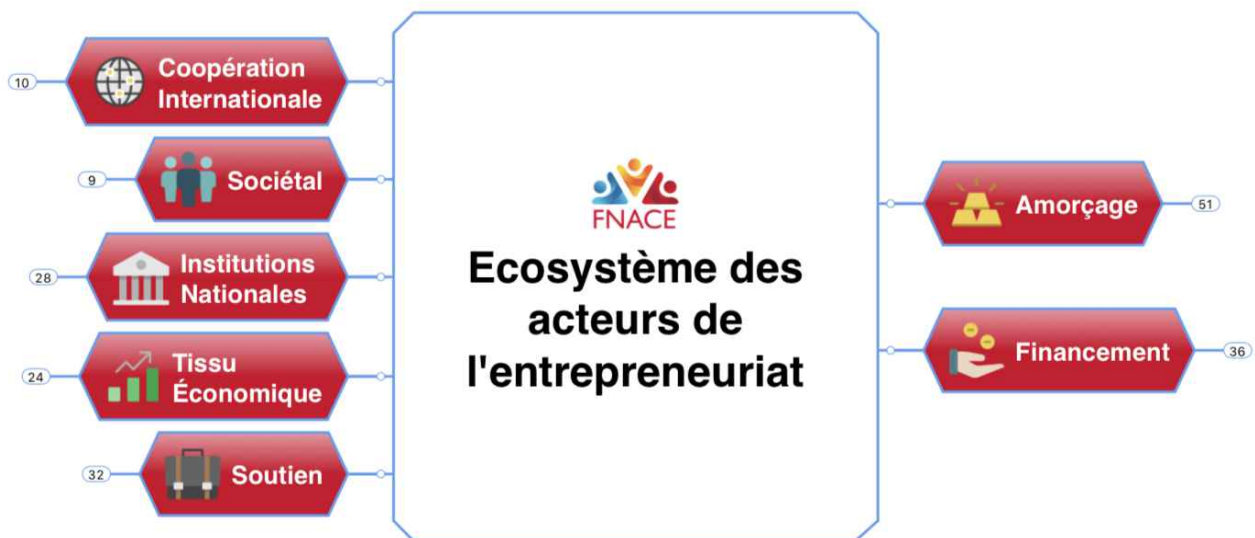 10
Coopération
Internationale
9
Sociétal
28
Institutions
Nationales
24
Tissu
Économique
32
Soutien
FNACE
Ecosystème des
acteurs de
l'entrepreneuriat
Amorçage
51
Financement
36